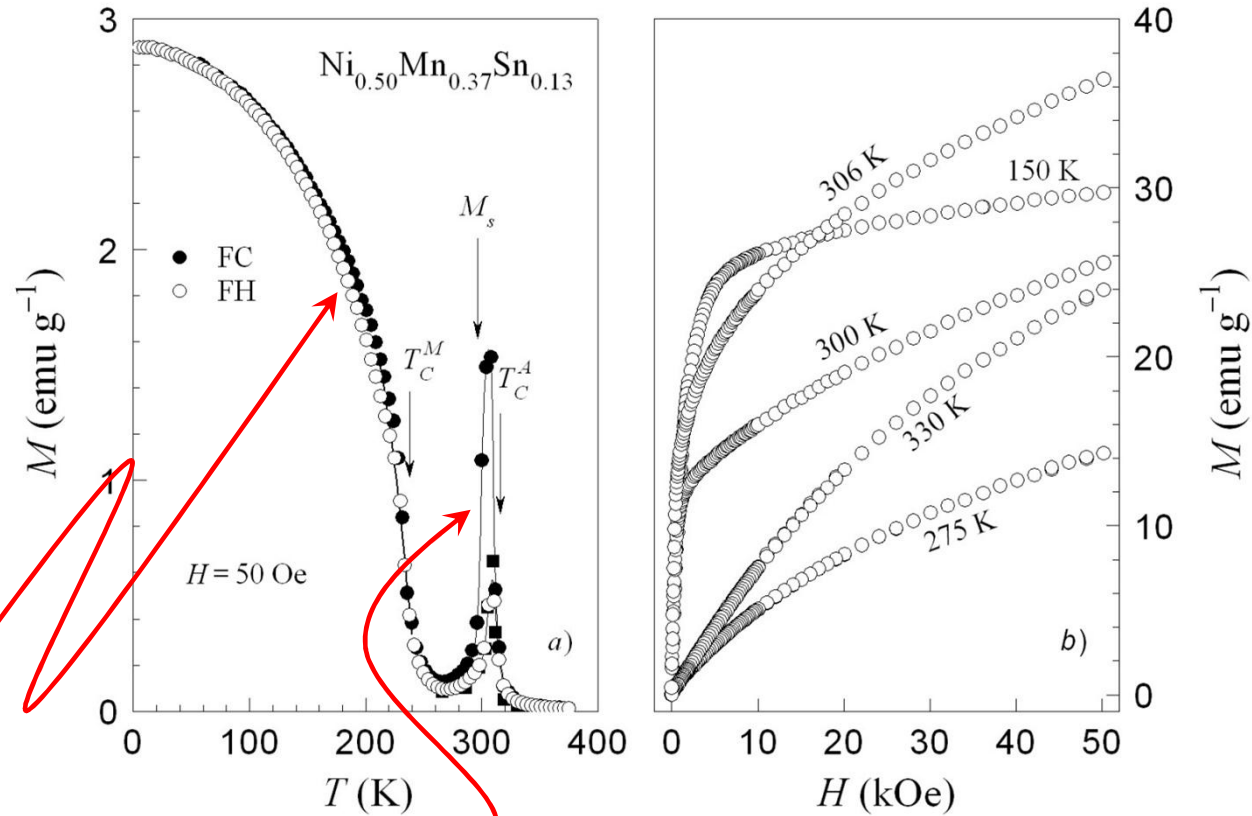 Ni0.50Mn0.37Sn0.13
3
2
1
0
M (emu g−1)
FC
FH
Ms
TCM
TCA
H = 50 Oe
a)
0 100 200 300 400
T (K)
306 K
150 K
300 K
330 K
275 K
b)
40
30
20
10
0
M (emu g−1)
0 10 20 30 40 50
H (kOe)